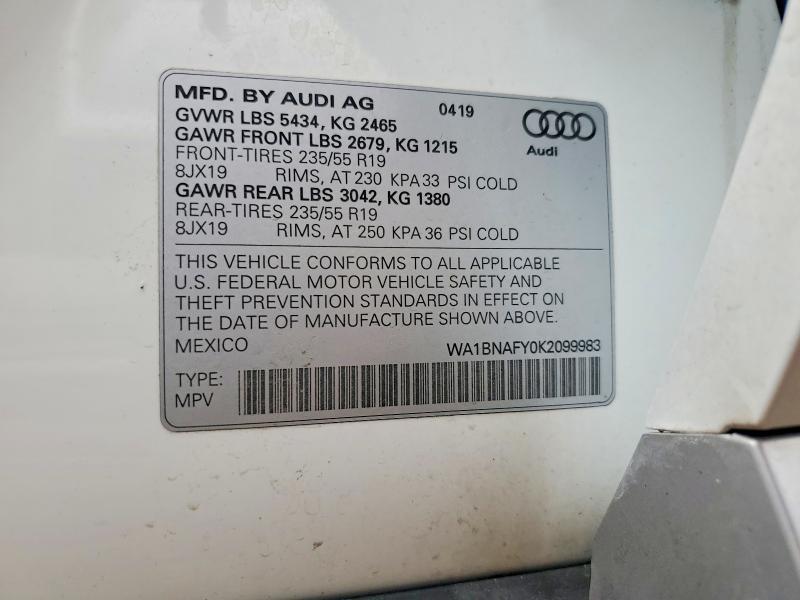 MFD. BY AUDI AG 0419
GVWR LBS 5434, KG 2465
GAWR FRONT LBS 2679, KG 1215
Audi
FRONT-TIRES 235/55 R19
8JX19 RIMS, AT 230 KPA 33 PSI COLD
GAWR REAR LBS 3042, KG 1380
REAR-TIRES 235/55 R19
8JX19 RIMS, AT 250 KPA 36 PSI COLD
THIS VEHICLE CONFORMS TO ALL APPLICABLE
U.S. FEDERAL MOTOR VEHICLE SAFETY AND
THEFT PREVENTION STANDARDS IN EFFECT ON
THE DATE OF MANUFACTURE SHOWN ABOVE.
MEXICO WA1BNAFY0K2099983
TYPE:
MPV